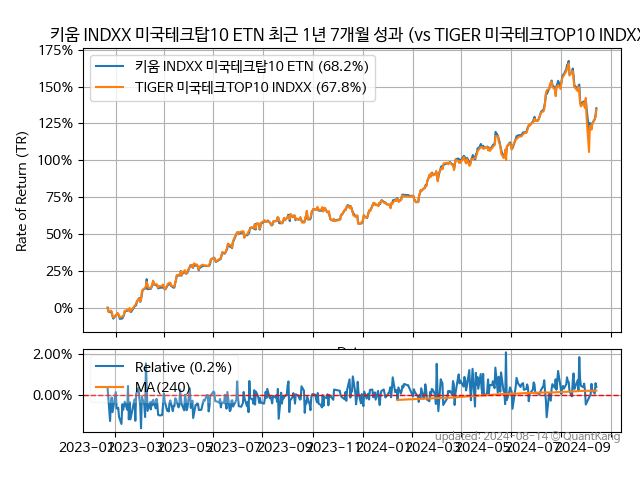 키움 INDXX 미국테크탑10 ETN 최근 1년 7개월 성과 (vs TIGER 미국테크TOP10 INDXX
175%
150%
125%
100%
75%
50%
25%
0%
Rate of Return (TR)
키움 INDXX 미국테크탑10 ETN (68.2%)
TIGER 미국테크TOP10 INDXX (67.8%)
2.00%
0.00%
Relative (0.2%)
MA(240)
updated: 2024-08-14 © QuantKang
2023-01 2023-03 2023-05 2023-07 2023-09 2023-11 2024-01 2024-03 2024-05 2024-07 2024-09